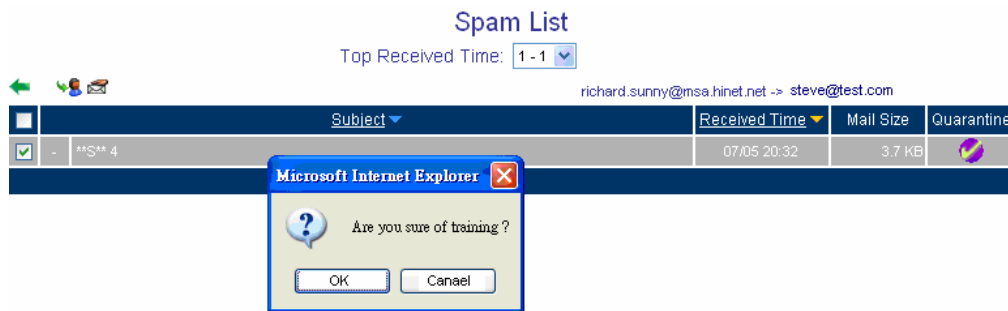 Spam List
Top Received Time: 1 - 1
richard.sunny@msa.hinet.net -> steve@test.com
Subject Received Time Mail Size Quarantine
- **S** 4 07/05 20:32 3.7 KB
Microsoft Internet Explorer
Are you sure of training ?
OK Canael